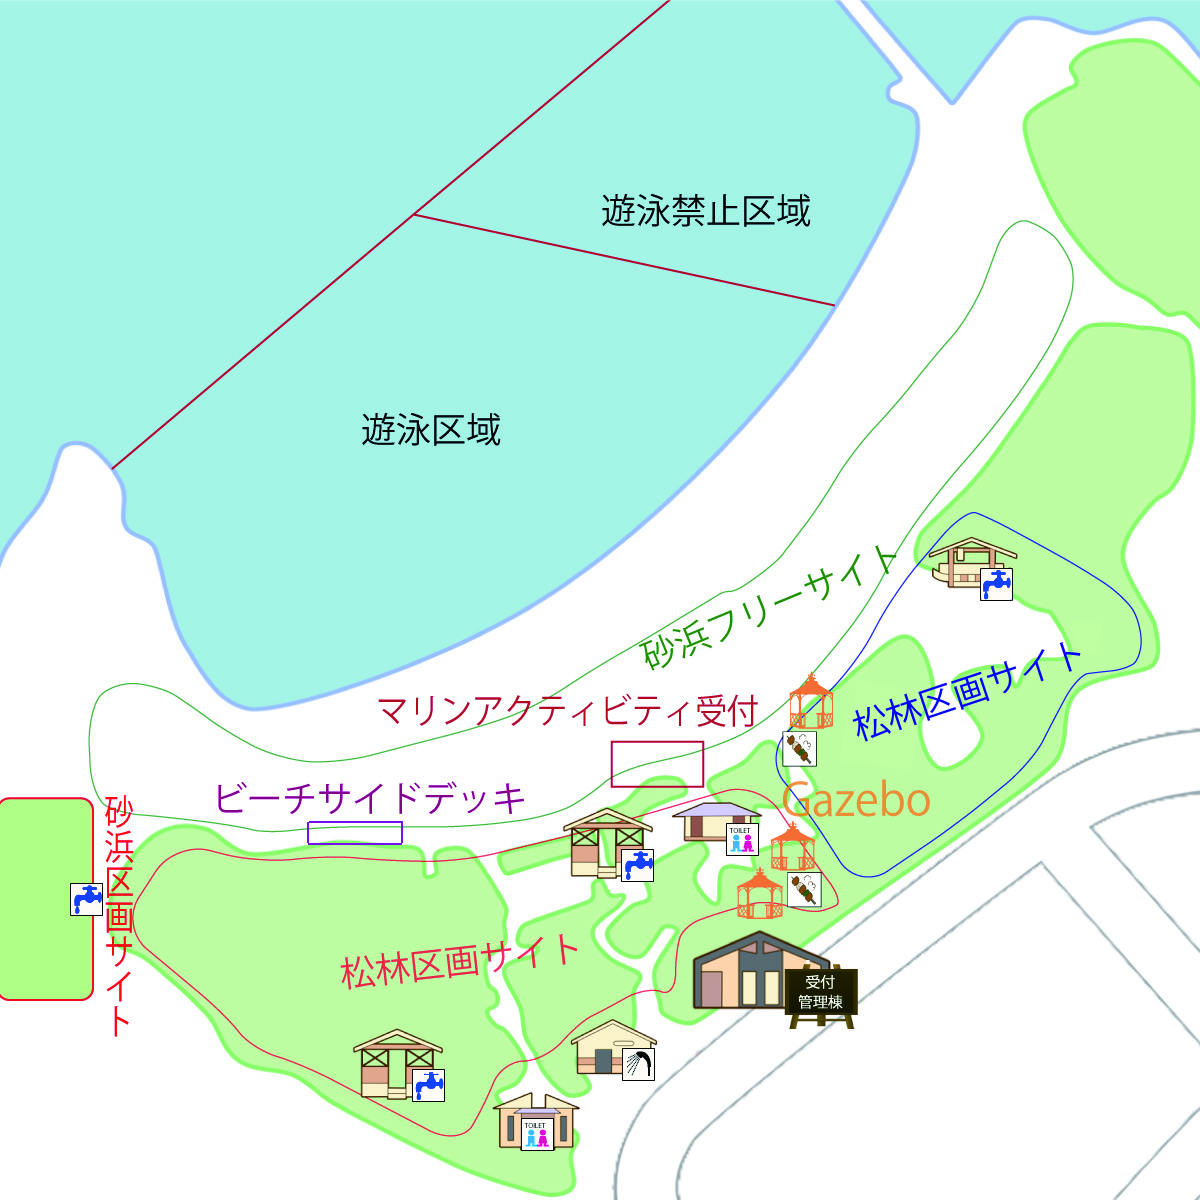 遊泳禁止区域
遊泳区域
砂浜フリーサイト
松林区画サイト
マリンアクティビティ受付
ビーチサイドデッキ
Gazebo
砂浜区画サイト
TOILET
松林区画サイト
受付
管理棟
TOILET